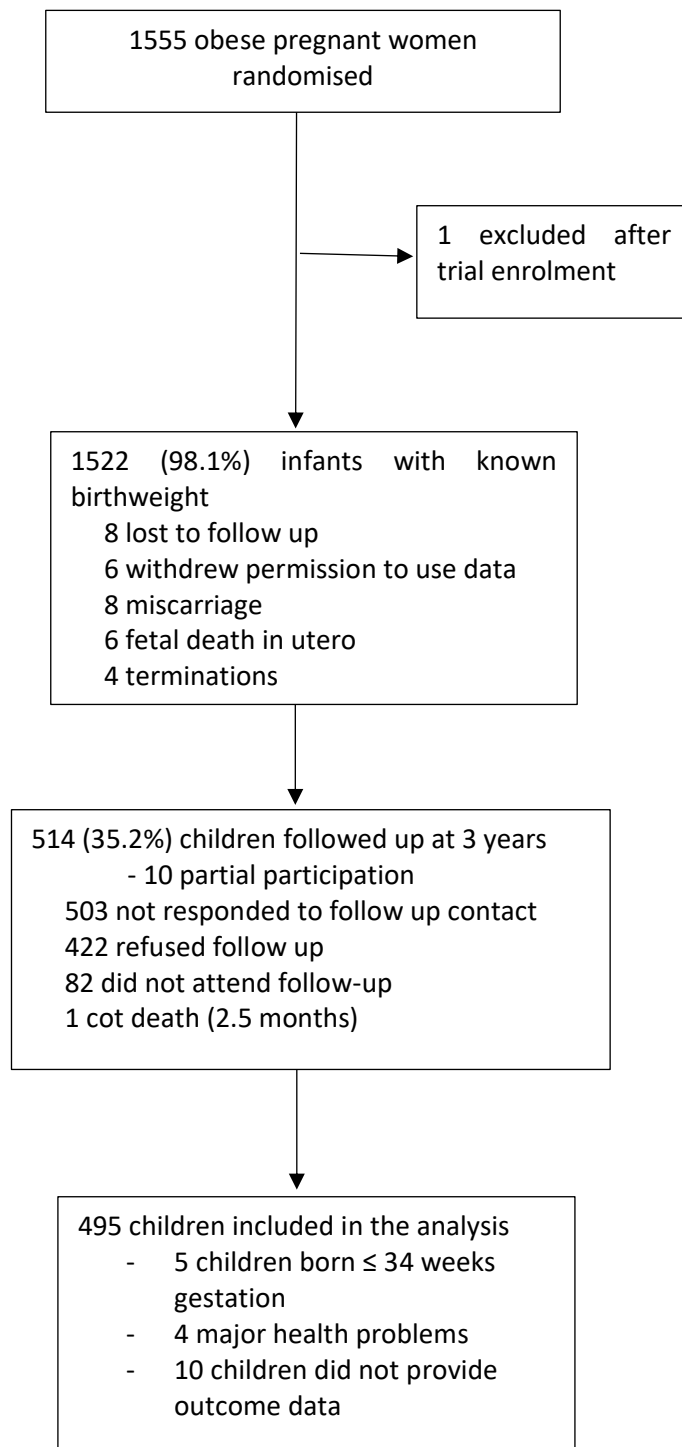 1555 obese pregnant women
randomised
1 excluded after
trial enrolment
1522 (98.1%) infants with known
birthweight
8 lost to follow up
6 withdrew permission to use data
8 miscarriage
6 fetal death in utero
4 terminations
514 (35.2%) children followed up at 3 years
- 10 partial participation
503 not responded to follow up contact
422 refused follow up
82 did not attend follow-up
1 cot death (2.5 months)
495 children included in the analysis
- 5 children born ≤ 34 weeks
gestation
- 4 major health problems
- 10 children did not provide
outcome data